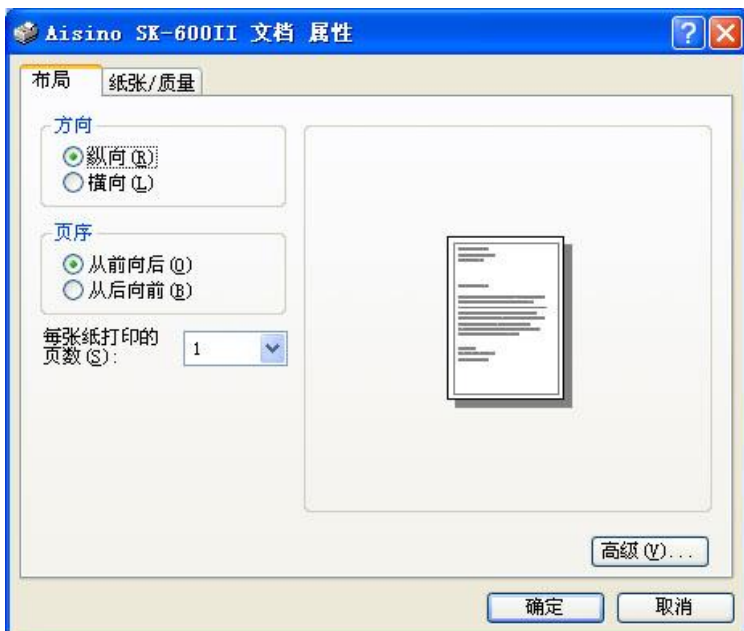 Aisino SK-600II 文档 属性
布局
纸张/质量
方向
纵向(R)
横向(L)
页序
从前向后(O)
从后向前(B)
每张纸打印的
页数(S):
1
高级(V)...
确定
取消